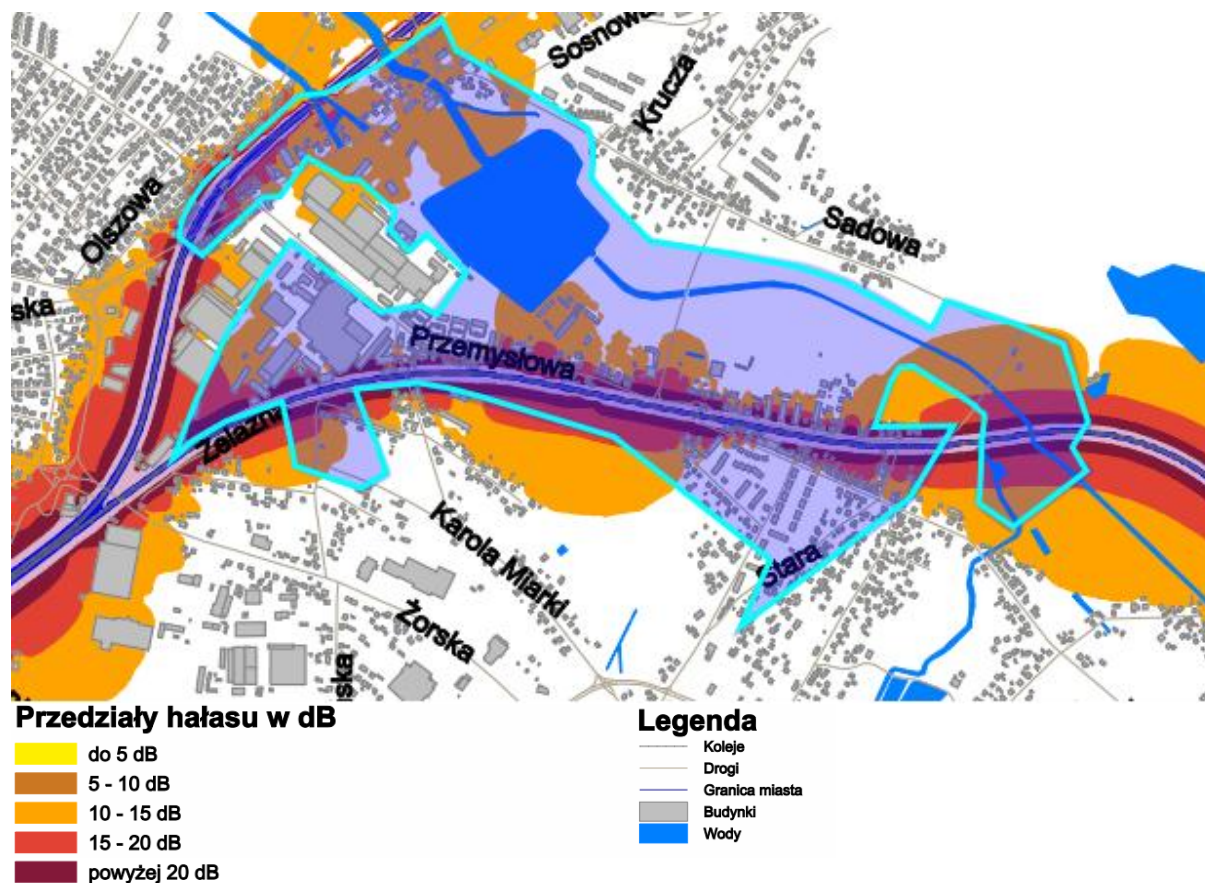 Sosnowa
Krucza
Olszowa
Sadowa
ska
Przemysłowa
Żelazna
Karola Miarki
Stara
Żorska
ska
Przedziały hałasu w dB
do 5 dB
5 - 10 dB
10 - 15 dB
15 - 20 dB
powyżej 20 dB
Legenda
Koleje
Drogi
Granica miasta
Budynki
Wody